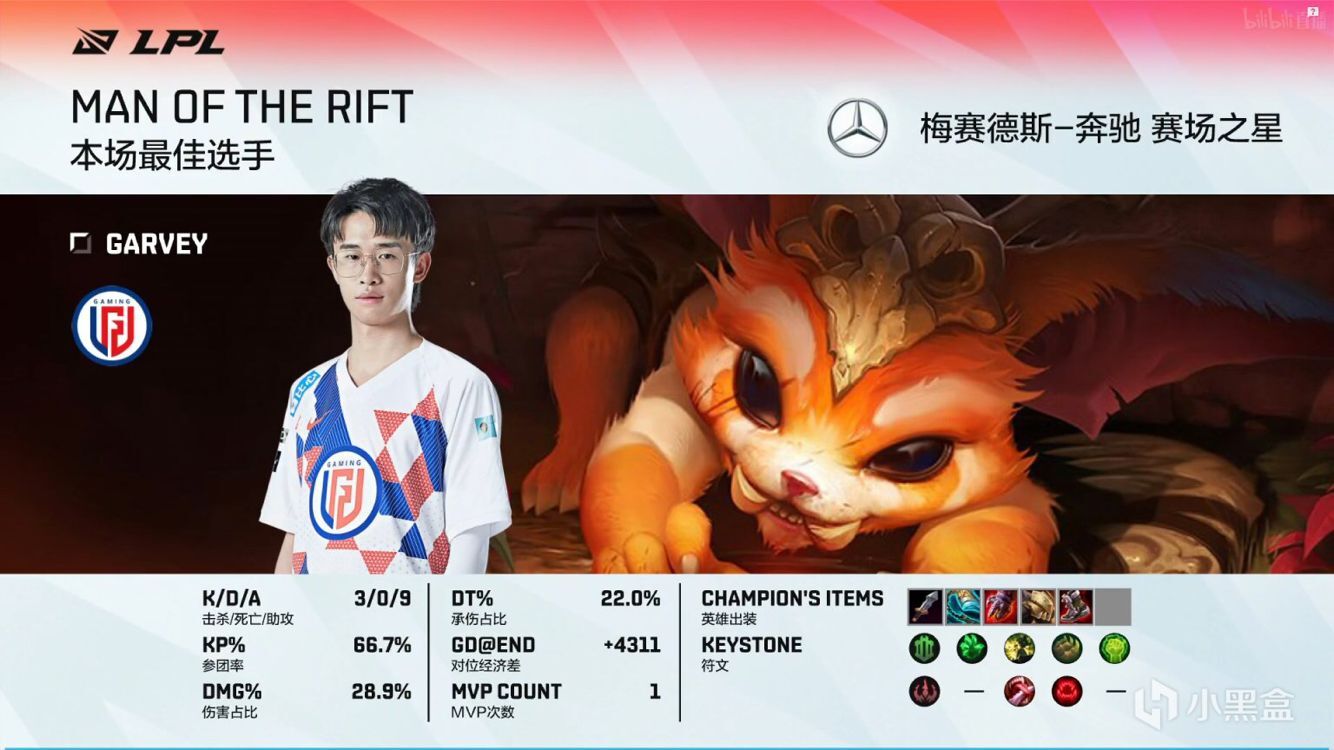 LPL
MAN OF THE RIFT
本场最佳选手
梅赛德斯-奔驰 赛场之星
bilibili直播
GARVEY
GAMING
GAMING
K/D/A 3/0/9
击杀/死亡/助攻
KP% 66.7%
参团率
DMG% 28.9%
伤害占比
DT% 22.0%
承伤占比
GD@END +4311
对位经济差
MVP COUNT 1
MVP次数
CHAMPION'S ITEMS
英雄出装
KEYSTONE
符文
小黑盒